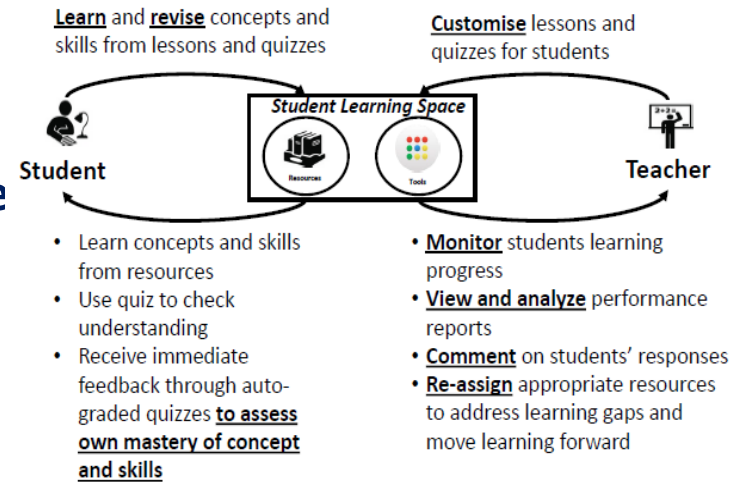 Learn and revise concepts and
skills from lessons and quizzes
Customise lessons and
quizzes for students
Student Learning Space
Resources
Tools
Student
Teacher
e
• Learn concepts and skills
from resources
• Use quiz to check
understanding
• Receive immediate
feedback through auto-
graded quizzes to assess
own mastery of concept
and skills
• Monitor students learning
progress
• View and analyze performance
reports
• Comment on students' responses
• Re-assign appropriate resources
to address learning gaps and
move learning forward